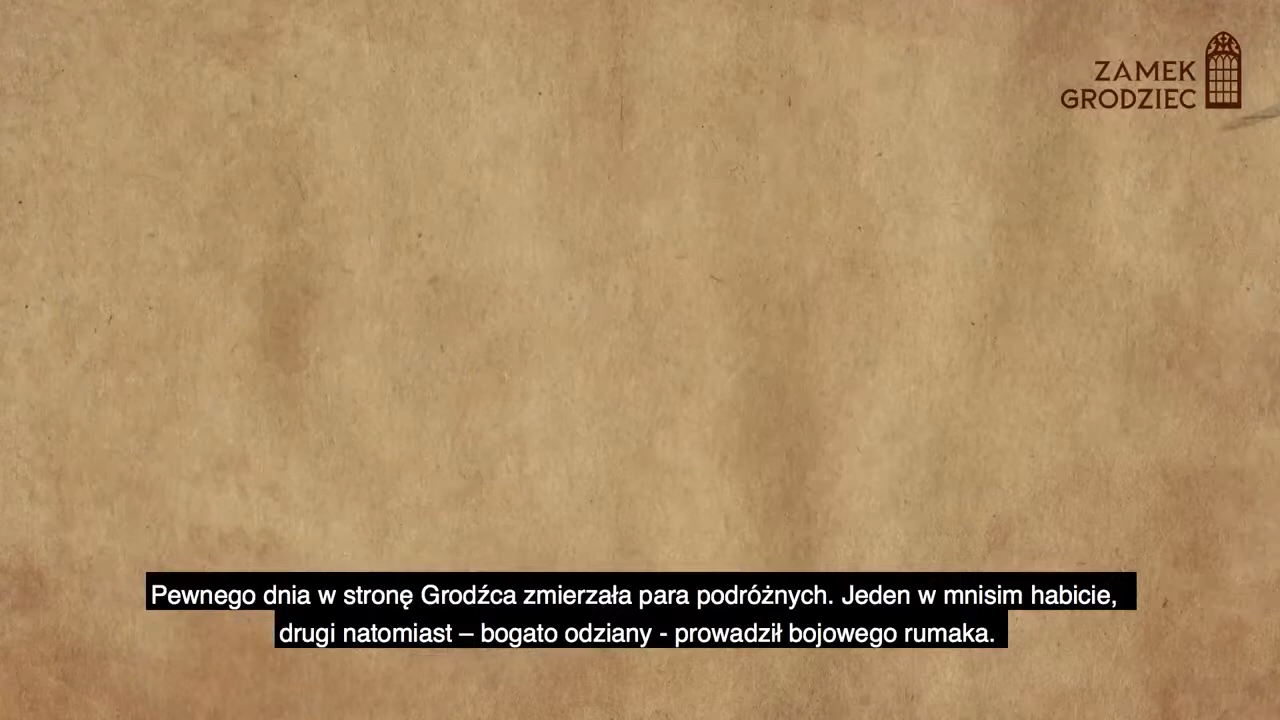 ZAMEK
GRODZIEC
Pewnego dnia w stronę Grodźca zmierzała para podróżnych. Jeden w mnisim habicie,
drugi natomiast – bogato odziany - prowadził bojowego rumaka.